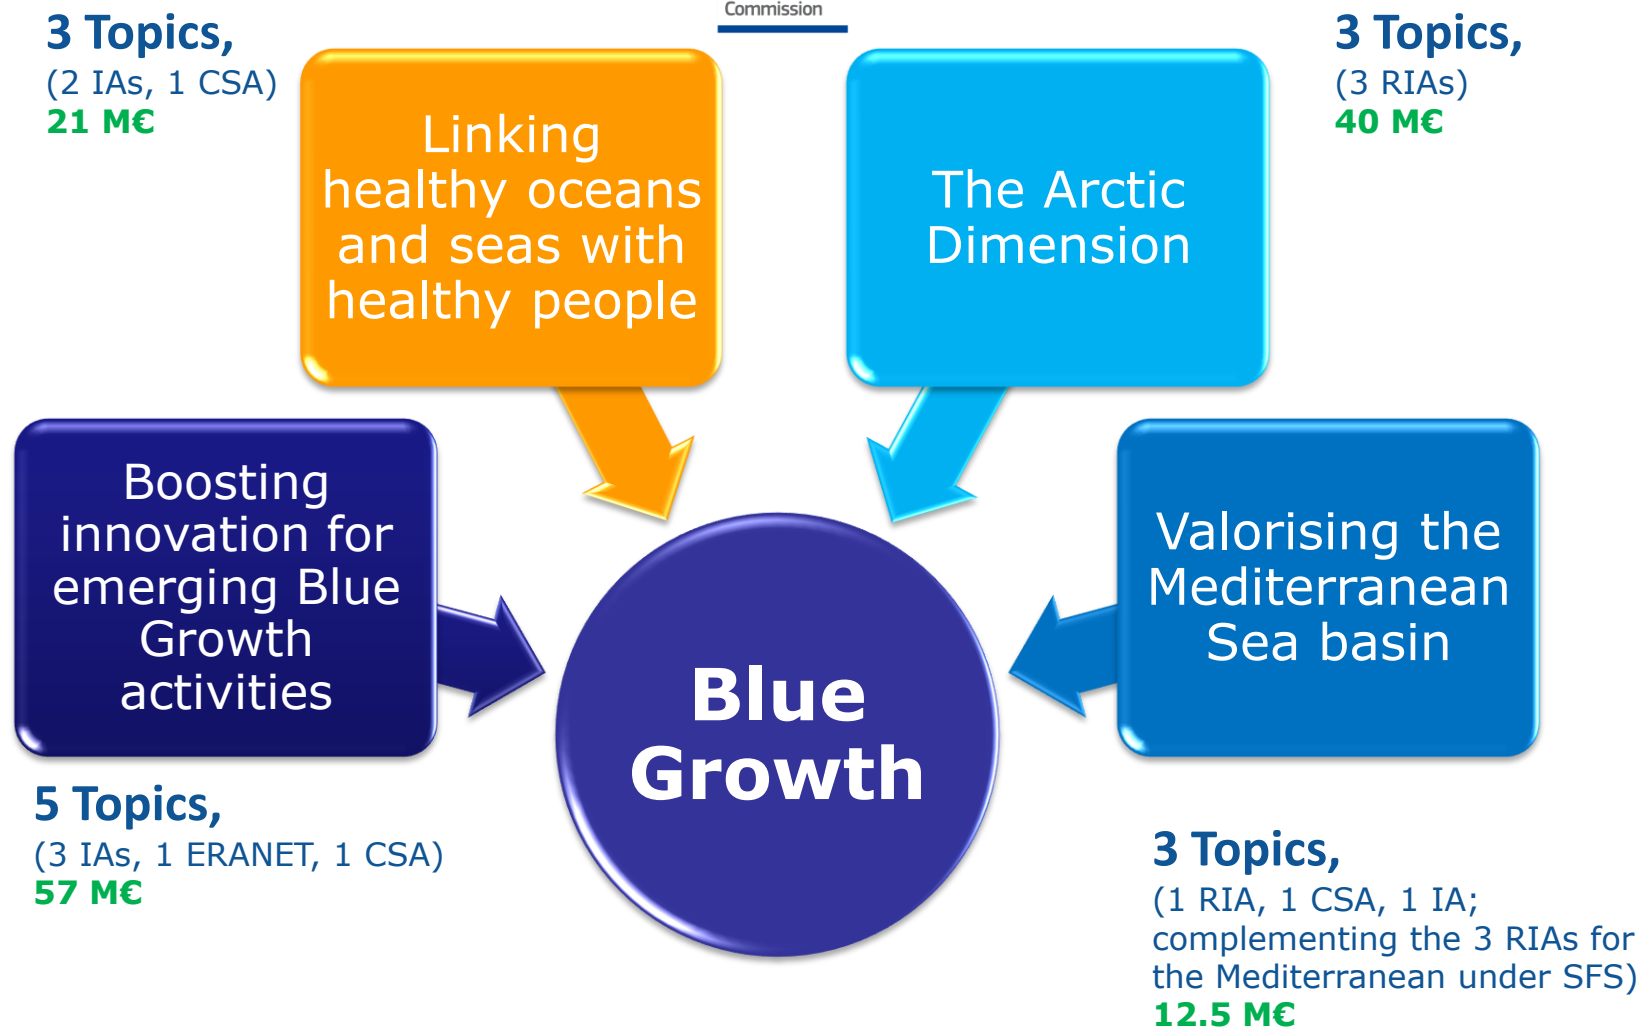 Commission
3 Topics,
(2 IAs, 1 CSA)
21 M€
Linking
healthy oceans
and seas with
healthy people
The Arctic
Dimension
3 Topics,
(3 RIAs)
40 M€
Boosting
innovation for
emerging Blue
Growth
activities
5 Topics,
(3 IAs, 1 ERANET, 1 CSA)
57 M€
Blue
Growth
Valorising the
Mediterranean
Sea basin
3 Topics,
(1 RIA, 1 CSA, 1 IA;
complementing the 3 RIAs for
the Mediterranean under SFS)
12.5 M€